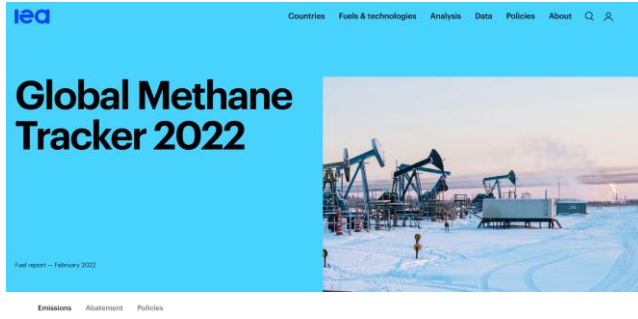 iea
Countries Fuels & technologies Analysis Data Policies About
Global Methane
Tracker 2022
Fuel report — February 2022
Emissions Abatement Policies